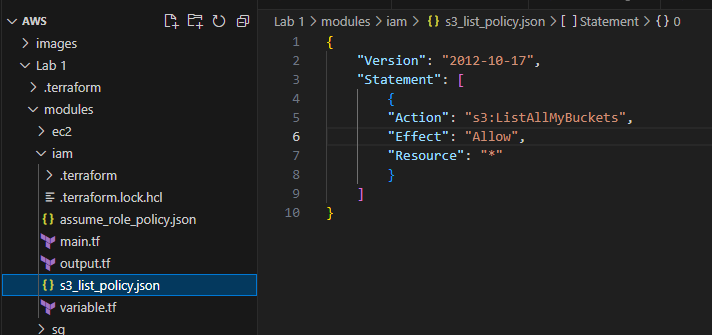 AWS
images
Lab 1
.terraform
modules
ec2
iam
.terraform
.terraform.lock.hcl
{} assume_role_policy.json
main.tf
output.tf
{} s3_list_policy.json
variable.tf
sg
Lab 1 > modules > iam > {} s3_list_policy.json > [ ] Statement > {} 0
1 {
2     "Version": "2012-10-17",
3     "Statement": [
4         {
5         "Action": "s3:ListAllMyBuckets",
6         "Effect": "Allow",
7         "Resource": "*"
8         }
9     ]
10 }